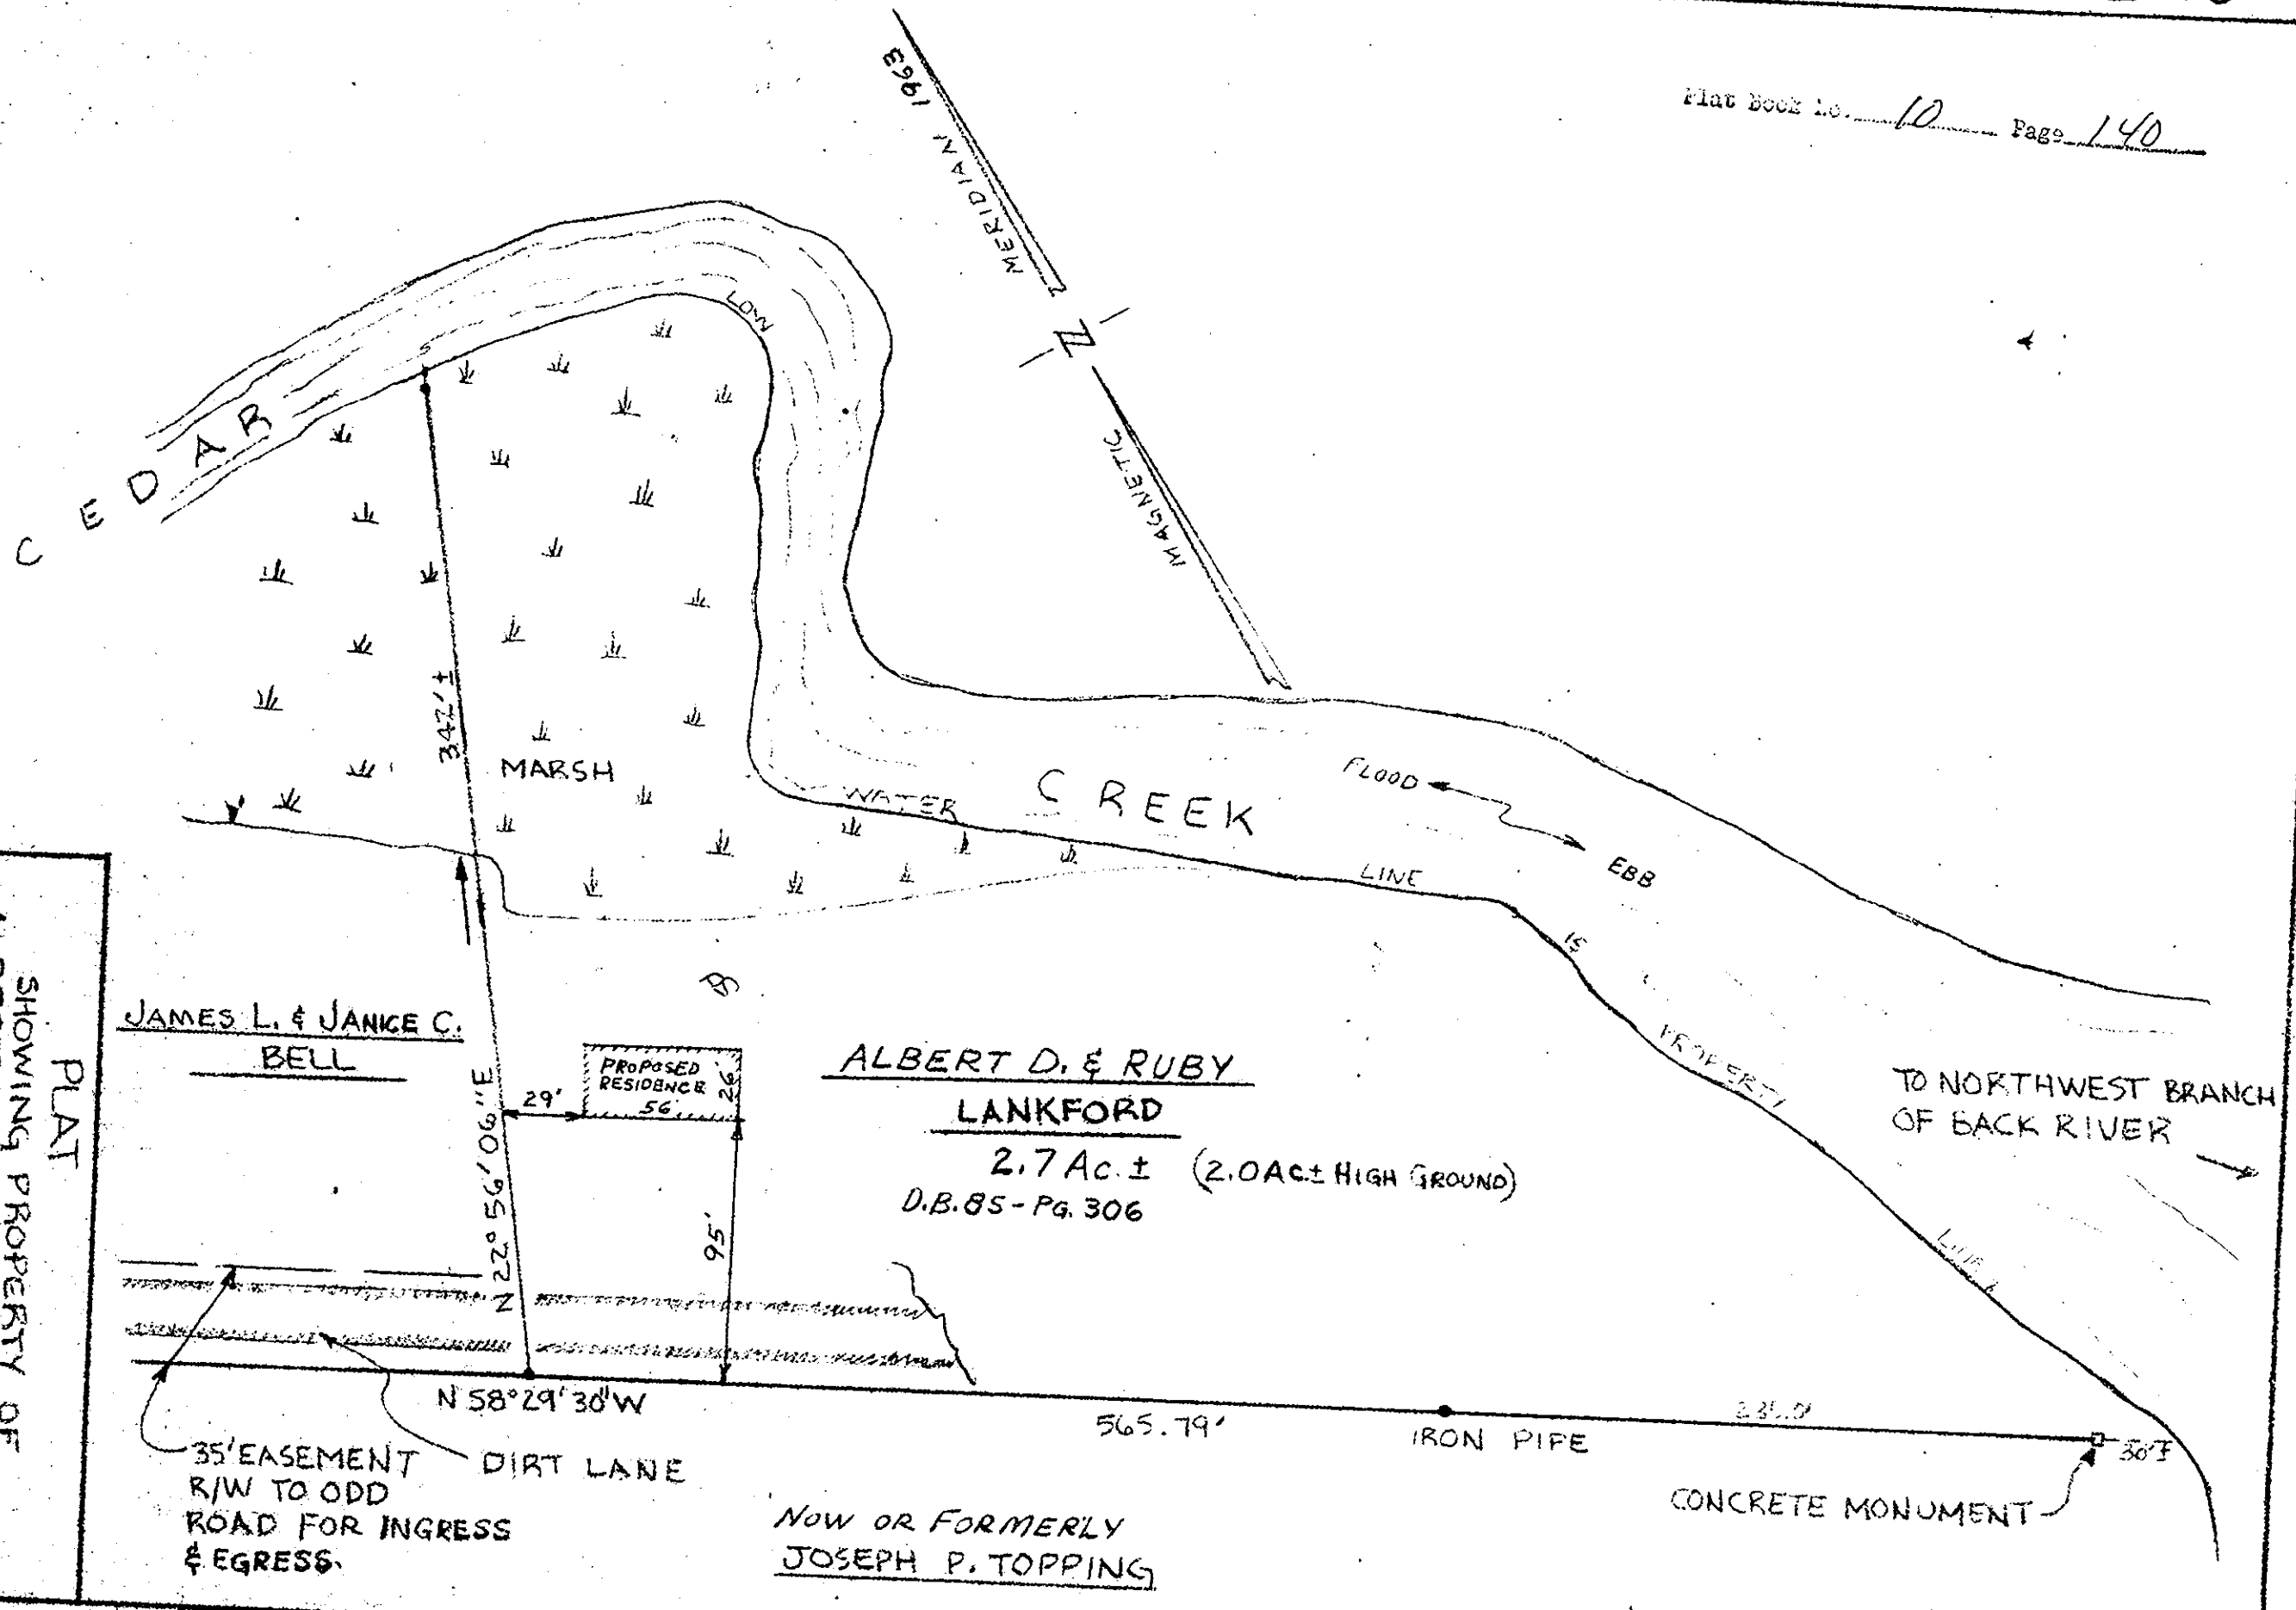 Plat Book No. 10 Page 140
MERIDIAN 1963
N
MAGNETIC
CEDAR
CREEK
LOW
WATER
LINE
IS
PROPERTY
LINE
FLOOD
EBB
342'±
MARSH
JAMES L. & JANICE C.
BELL
N 22° 56' 06" E
29'
PROPOSED
RESIDENCE
56'
26'
95'
ALBERT D. & RUBY
LANKFORD
2.7 Ac. ± (2.0 Ac± HIGH GROUND)
D.B. 85 - PG. 306
TO NORTHWEST BRANCH
OF BACK RIVER
N 58° 29' 30" W
565.79'
IRON PIPE
30'±
CONCRETE MONUMENT
35' EASEMENT
R/W TO ODD
ROAD FOR INGRESS
& EGRESS.
DIRT LANE
NOW OR FORMERLY
JOSEPH P. TOPPING
PLAT
SHOWING PROPERTY OF